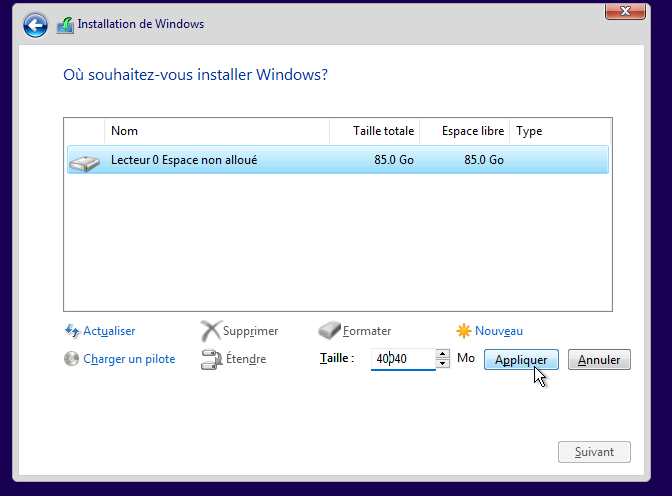 Installation de Windows
Où souhaitez-vous installer Windows?
Nom Taille totale Espace libre Type
Lecteur 0 Espace non alloué 85.0 Go 85.0 Go
Actualiser Supprimer Formater Nouveau
Charger un pilote Étendre Taille : 40040 Mo Appliquer Annuler
Suivant